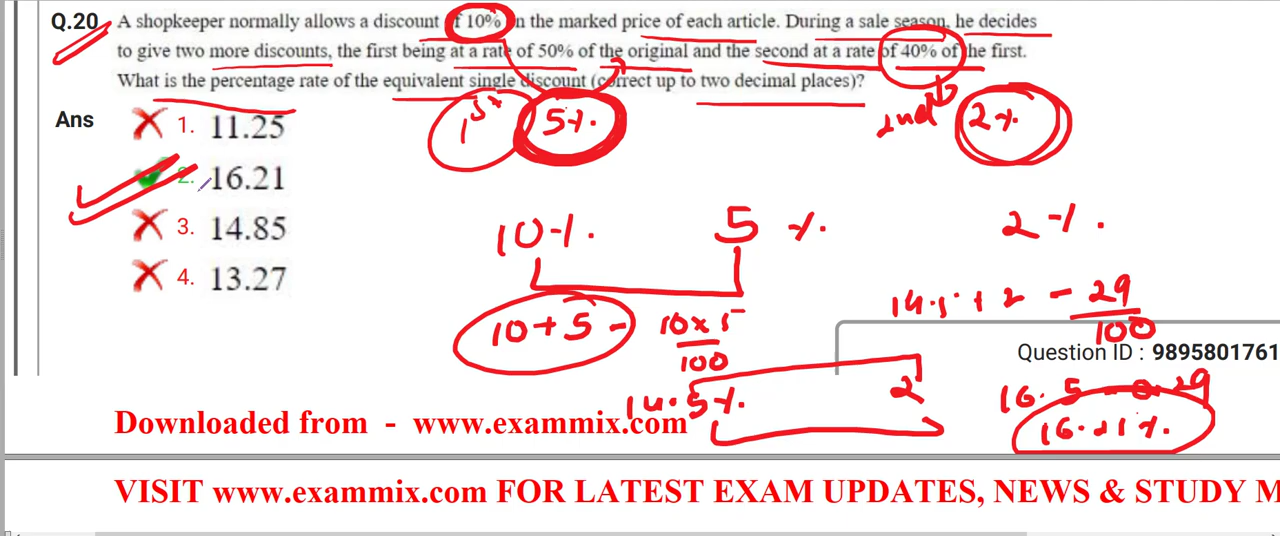 Q.20 A shopkeeper normally allows a discount of 10% on the marked price of each article. During a sale season, he decides
to give two more discounts, the first being at a rate of 50% of the original and the second at a rate of 40% of the first.
What is the percentage rate of the equivalent single discount (correct up to two decimal places)?
Ans 1. 11.25
1st 5%
2nd 2%
2. 16.21
3. 14.85
4. 13.27
10% 5% 2%
10+5- 10×5/100
14.5+2 - 29/100
Question ID : 9895801761
14.5% 2
16.5-0.29
16.21%
Downloaded from - www.exammix.com
VISIT www.exammix.com FOR LATEST EXAM UPDATES, NEWS & STUDY M